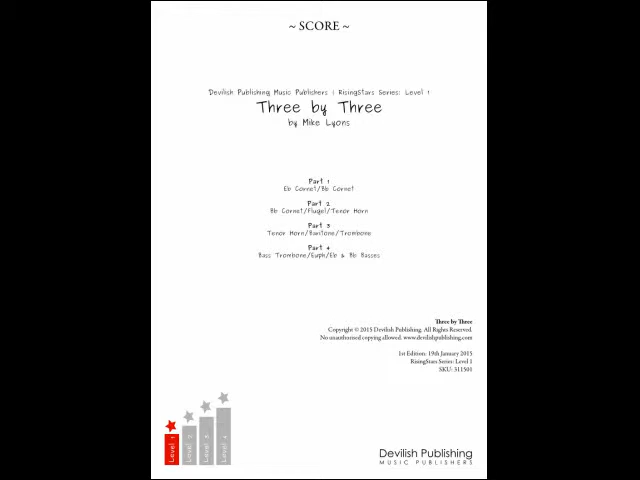 ~ SCORE ~
Devilish Publishing Music Publishers | RisingStars Series: Level 1
Three by Three
by Mike Lyons
Part 1
Eb Cornet/Bb Cornet
Part 2
Bb Cornet/Flugel/Tenor Horn
Part 3
Tenor Horn/Baritone/Trombone
Part 4
Bass Trombone/Euph/Eb & Bb Basses
Three by Three
Copyright © 2015 Devilish Publishing. All Rights Reserved.
No unauthorised copying allowed. www.devilishpublishing.com
1st Edition: 19th January 2015
RisingStars Series: Level 1
SKU: 311501
Level 1
Level 2
Level 3
Level 4
Devilish Publishing
MUSIC PUBLISHERS